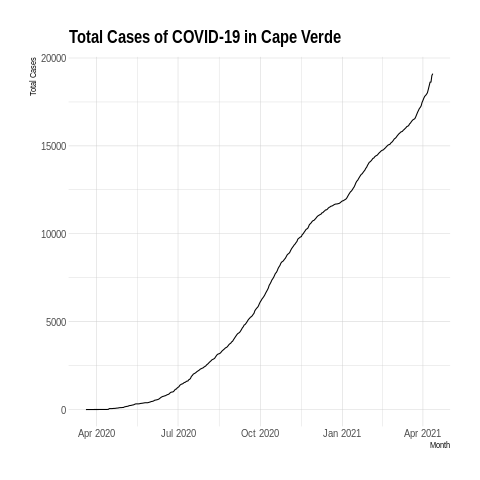 Total Cases of COVID-19 in Cape Verde
Total Cases
20000
15000
10000
5000
0
Apr 2020
Jul 2020
Oct 2020
Jan 2021
Apr 2021
Month